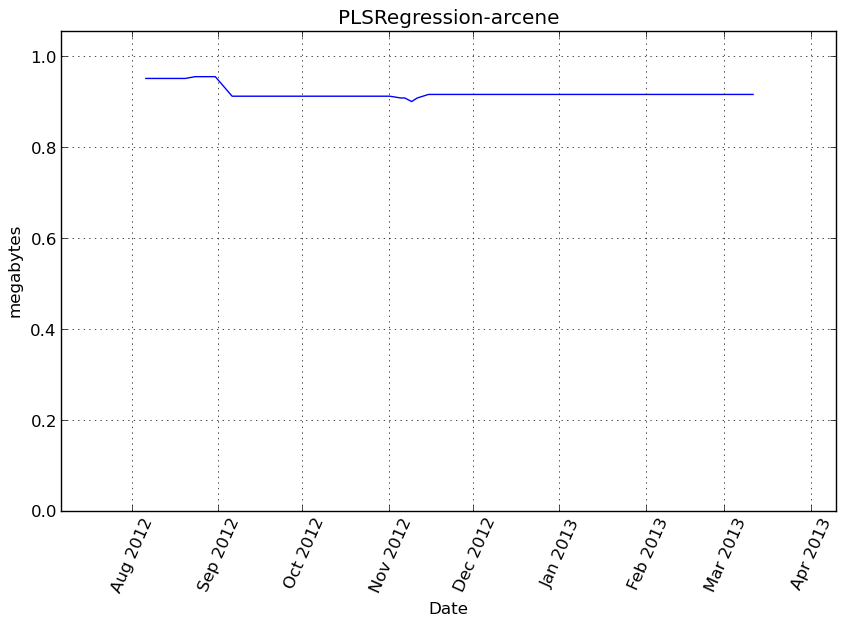 PLSRegression-arcene
1.0
0.8
0.6
0.4
0.2
0.0
megabytes
Aug 2012
Sep 2012
Oct 2012
Nov 2012
Dec 2012
Jan 2013
Feb 2013
Mar 2013
Apr 2013
Date